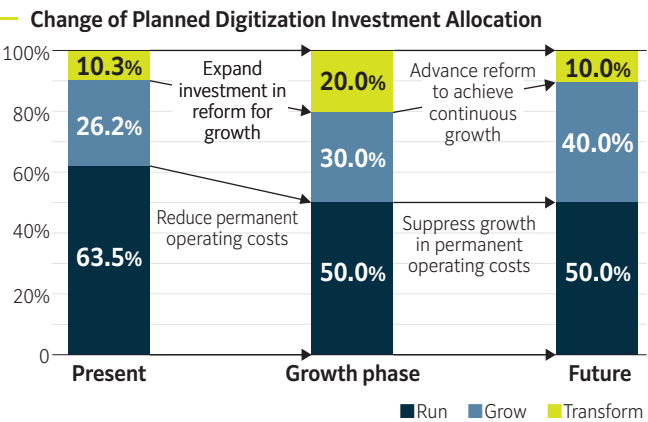 Change of Planned Digitization Investment Allocation
100%
80%
60%
40%
20%
0
10.3%
26.2%
63.5%
Expand
investment in
reform for
growth
Reduce permanent
operating costs
20.0%
30.0%
50.0%
Advance reform
to achieve
continuous
growth
Suppress growth
in permanent
operating costs
10.0%
40.0%
50.0%
Present
Growth phase
Future
Run
Grow
Transform